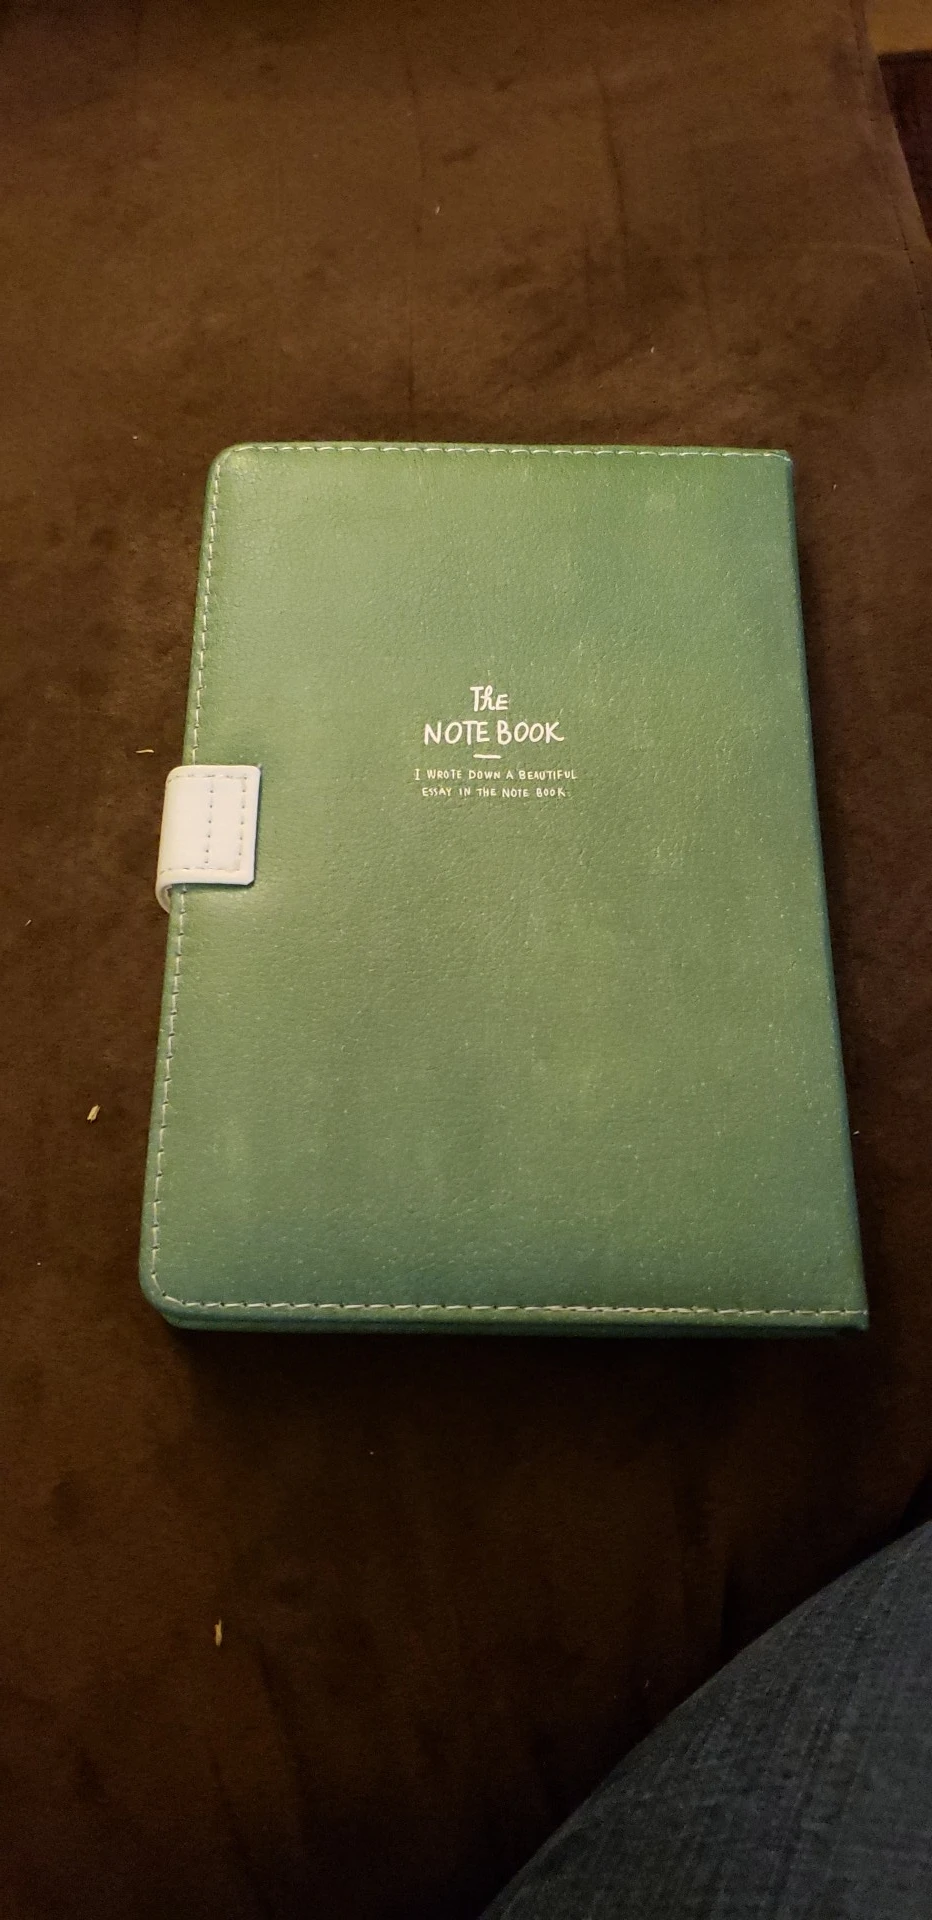 The
NOTE BOOK
I WROTE DOWN A BEAUTIFUL
ESSAY IN THE NOTE BOOK